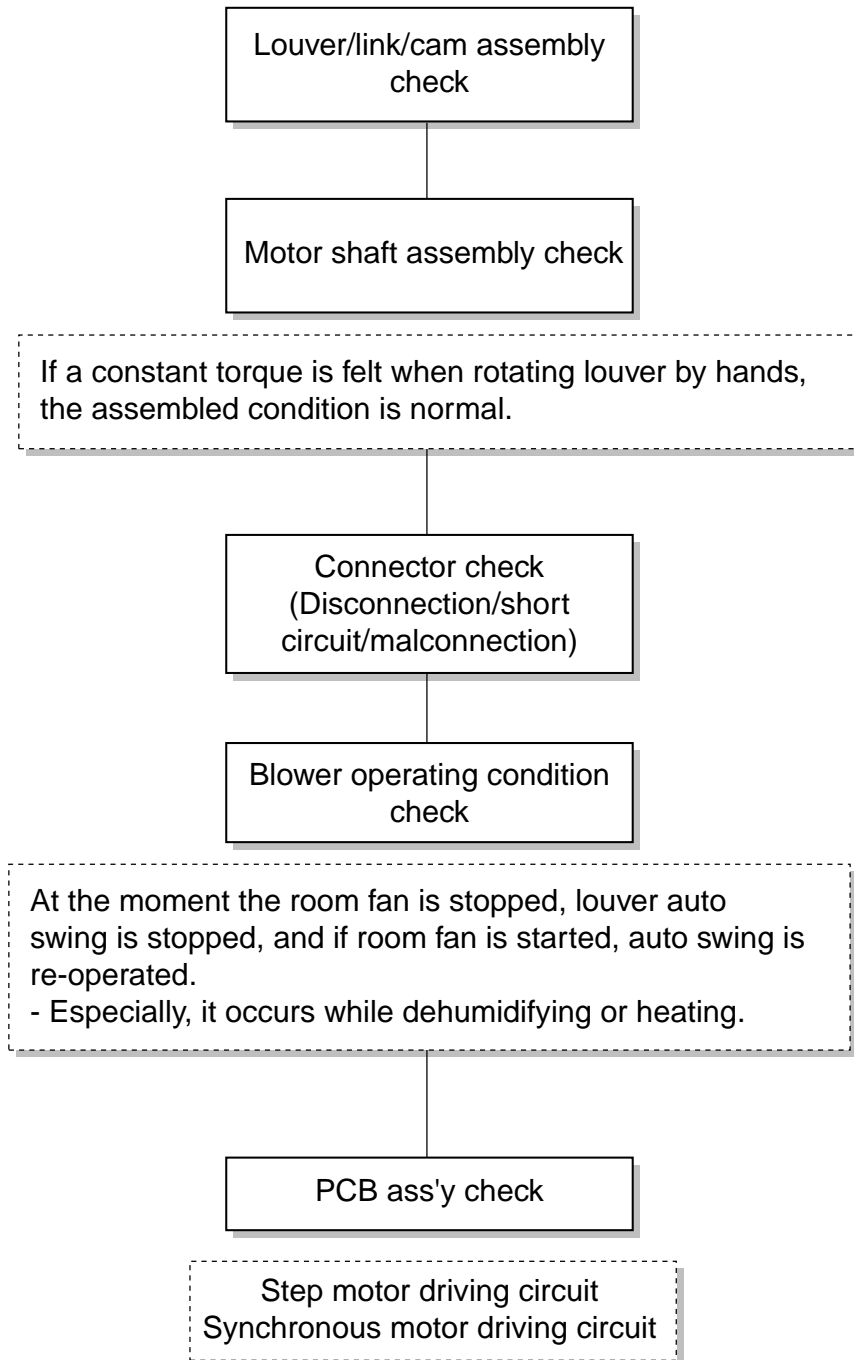 Louver/link/cam assembly
check
Motor shaft assembly check
If a constant torque is felt when rotating louver by hands,
the assembled condition is normal.
Connector check
(Disconnection/short
circuit/malconnection)
Blower operating condition
check
At the moment the room fan is stopped, louver auto
swing is stopped, and if room fan is started, auto swing is
re-operated.
- Especially, it occurs while dehumidifying or heating.
PCB ass'y check
Step motor driving circuit
Synchronous motor driving circuit